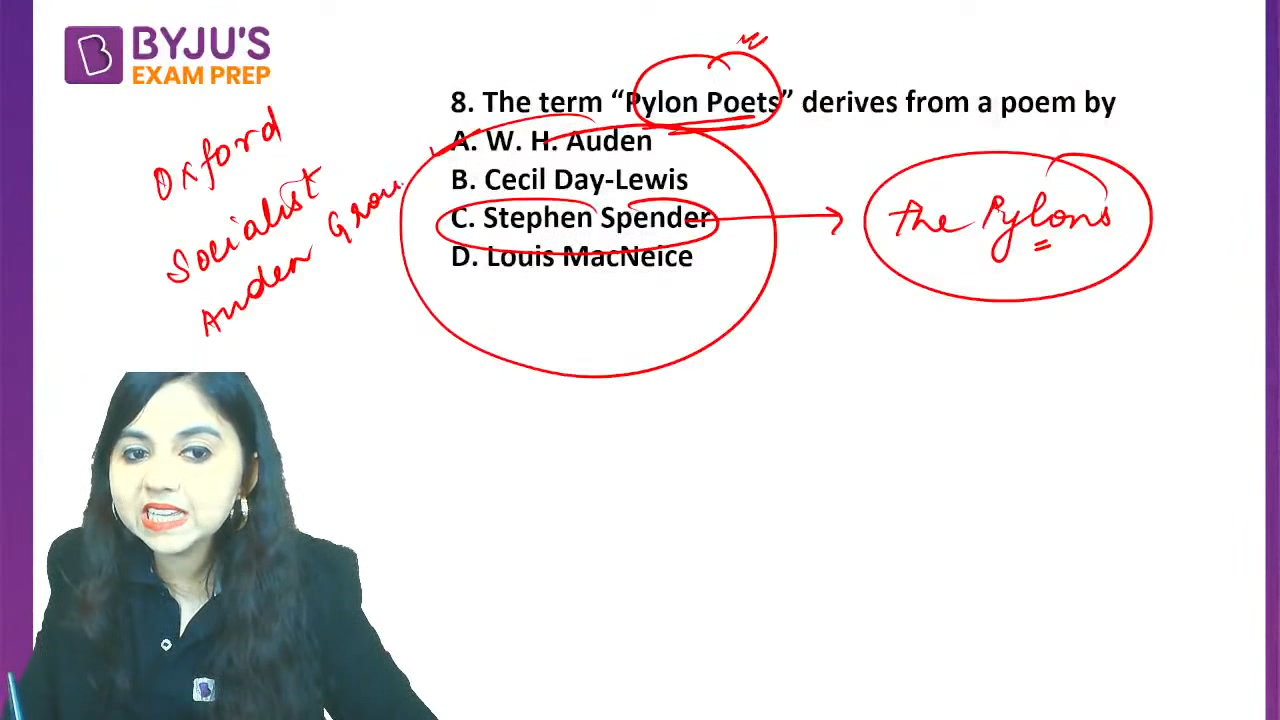 BYJU'S
EXAM PREP
8. The term “Pylon Poets” derives from a poem by
A. W. H. Auden
B. Cecil Day-Lewis
C. Stephen Spender
D. Louis MacNeice
The Pylons
Oxford
Socialist
Auden Grou